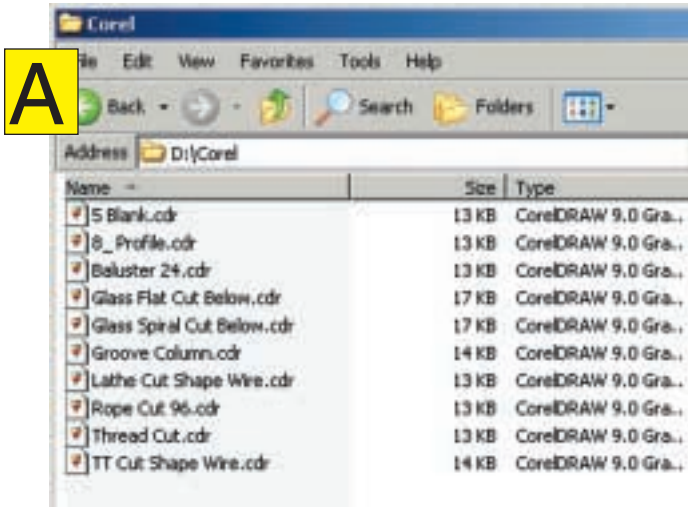 Corel
A
File Edit View Favorites Tools Help
Back Search Folders
Address D:\Corel
Name Size Type
5 Blank.cdr 13 KB CorelDRAW 9.0 Gra...
8_Profile.cdr 13 KB CorelDRAW 9.0 Gra...
Baluster 24.cdr 13 KB CorelDRAW 9.0 Gra...
Glass Flat Cut Below.cdr 17 KB CorelDRAW 9.0 Gra...
Glass Spiral Cut Below.cdr 17 KB CorelDRAW 9.0 Gra...
Groove Column.cdr 14 KB CorelDRAW 9.0 Gra...
Lathe Cut Shape Wire.cdr 13 KB CorelDRAW 9.0 Gra...
Rope Cut 96.cdr 13 KB CorelDRAW 9.0 Gra...
Thread Cut.cdr 13 KB CorelDRAW 9.0 Gra...
TT Cut Shape Wire.cdr 14 KB CorelDRAW 9.0 Gra...